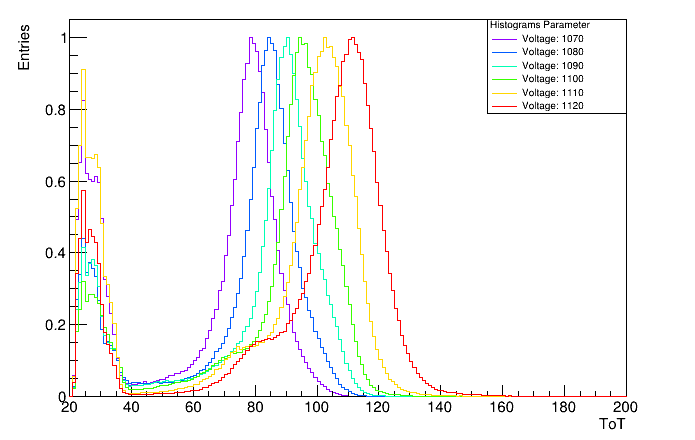 Entries
1
0.8
0.6
0.4
0.2
0
20 40 60 80 100 120 140 160 180 200
ToT
Histograms Parameter
Voltage: 1070
Voltage: 1080
Voltage: 1090
Voltage: 1100
Voltage: 1110
Voltage: 1120